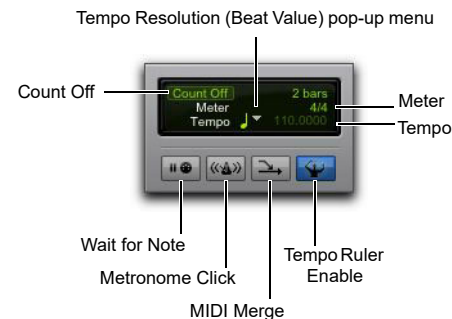 Tempo Resolution (Beat Value) pop-up menu
Count Off
Count Off 2 bars
Meter 4/4
Tempo 110.0000
Meter
Tempo
Wait for Note
Metronome Click
MIDI Merge
Tempo Ruler
Enable